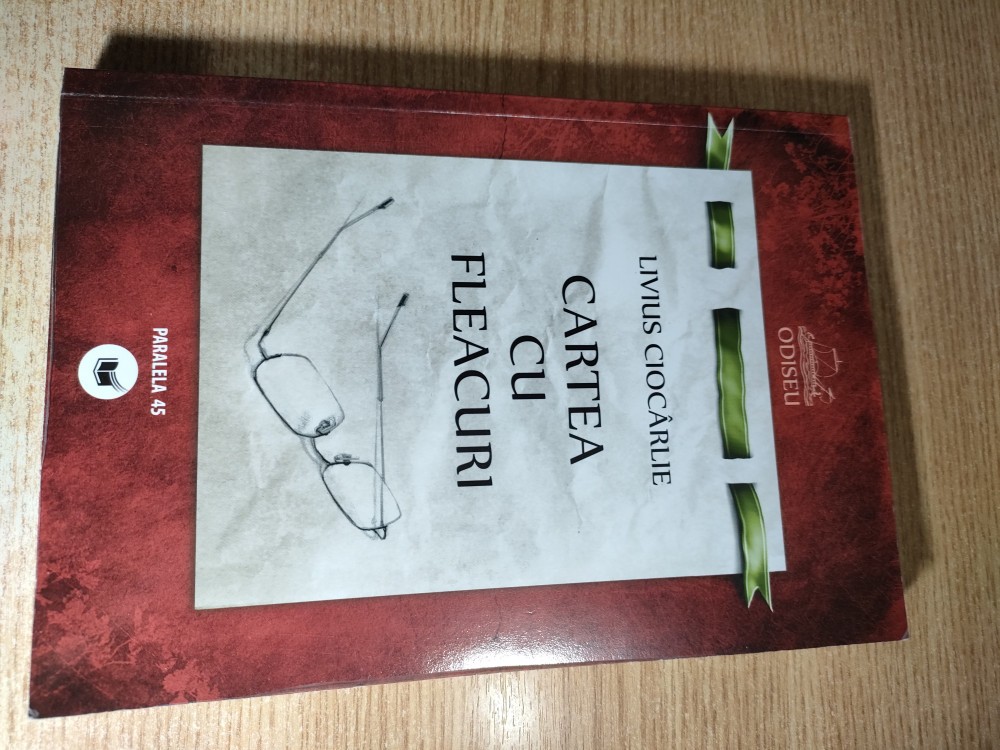 ODISEU
LIVIUS CIOCÂRLIE
CARTEA
CU
FLEACURI
PARALELA 45